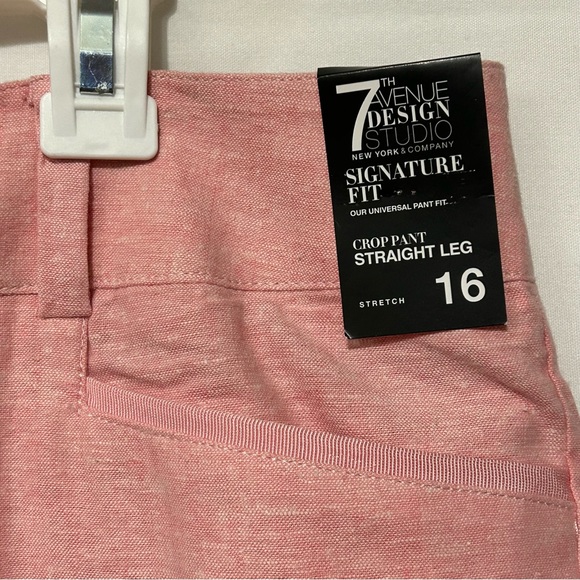 7TH
AVENUE
DESIGN
STUDIO
NEW YORK & COMPANY
SIGNATURE
FIT
OUR UNIVERSAL PANT FIT
CROP PANT
STRAIGHT LEG
STRETCH 16